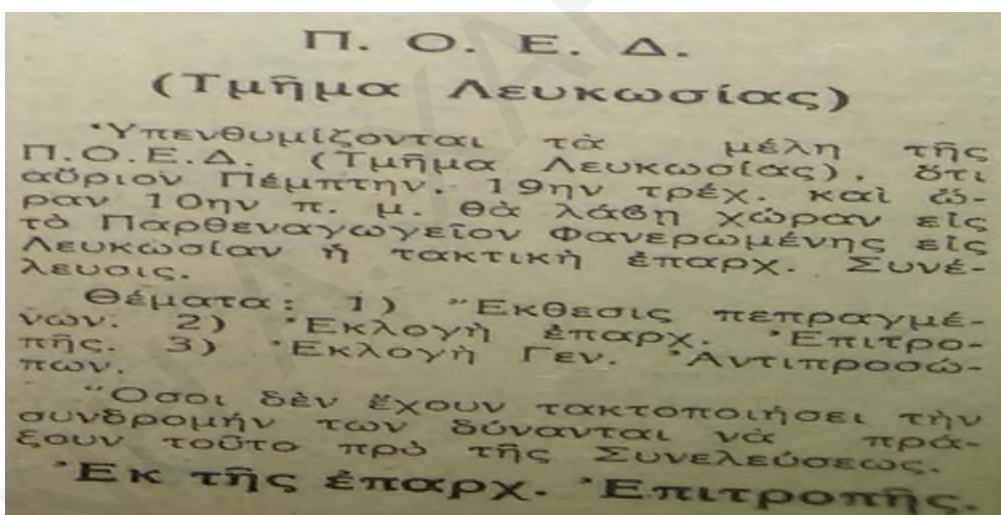 Π. Ο. Ε. Δ.
(Τμῆμα Λευκωσίας)
Ὑπενθυμίζονται τὰ μέλη τῆς
Π.Ο.Ε.Δ. (Τμῆμα Λευκωσίας), ὅτι
αὔριον Πέμπτην, 19ην τρέχ. καὶ ὥ-
ραν 10ην π. μ. θὰ λάβη χώραν εἰς
τὸ Παρθεναγωγεῖον Φανερωμένης εἰς
Λευκωσίαν ἡ τακτικὴ ἐπαρχ. Συνέ-
λευσις.
Θέματα: 1) Ἔκθεσις πεπραγμέ-
νων. 2) Ἐκλογὴ ἐπαρχ. Ἐπιτρο-
πῆς. 3) Ἐκλογὴ Γεν. Ἀντιπροσώ-
πων.
Ὅσοι δὲν ἔχουν τακτοποιήσει τὴν
συνδρομήν των δύνανται νὰ πρά-
ξουν τοῦτο πρὸ τῆς Συνελεύσεως.
Ἐκ τῆς ἐπαρχ. Ἐπιτροπῆς.